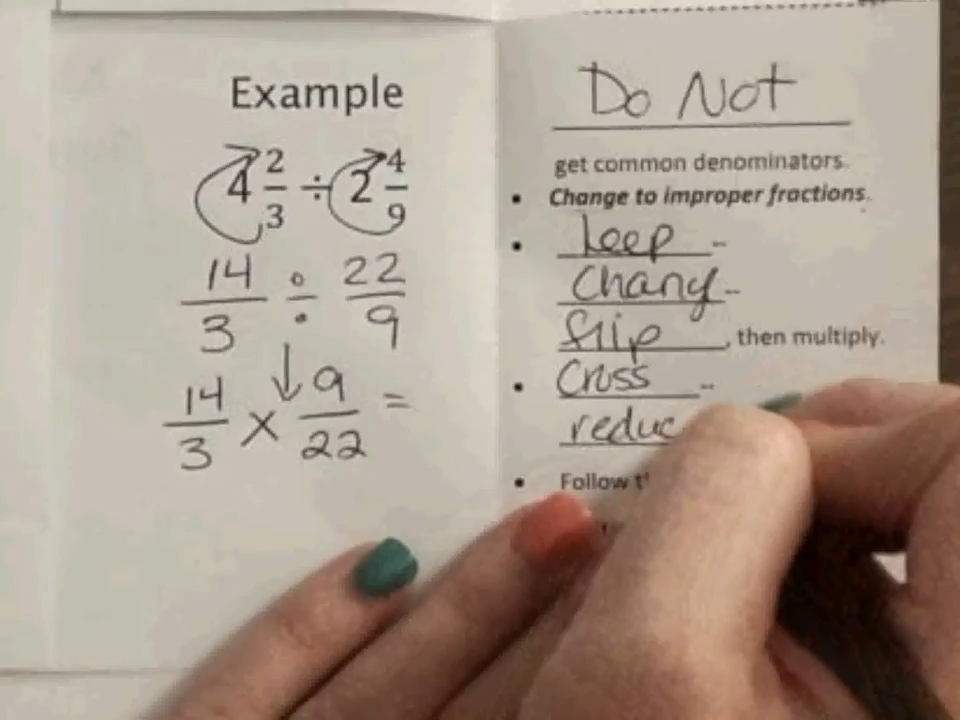 Example
4 2/3 ÷ 2 4/9
14/3 ÷ 22/9
14/3 × 9/22 =
Do Not
get common denominators.
• Change to improper fractions.
• keep --
Chang --
flip, then multiply.
• Cross --
reduc
• Follow